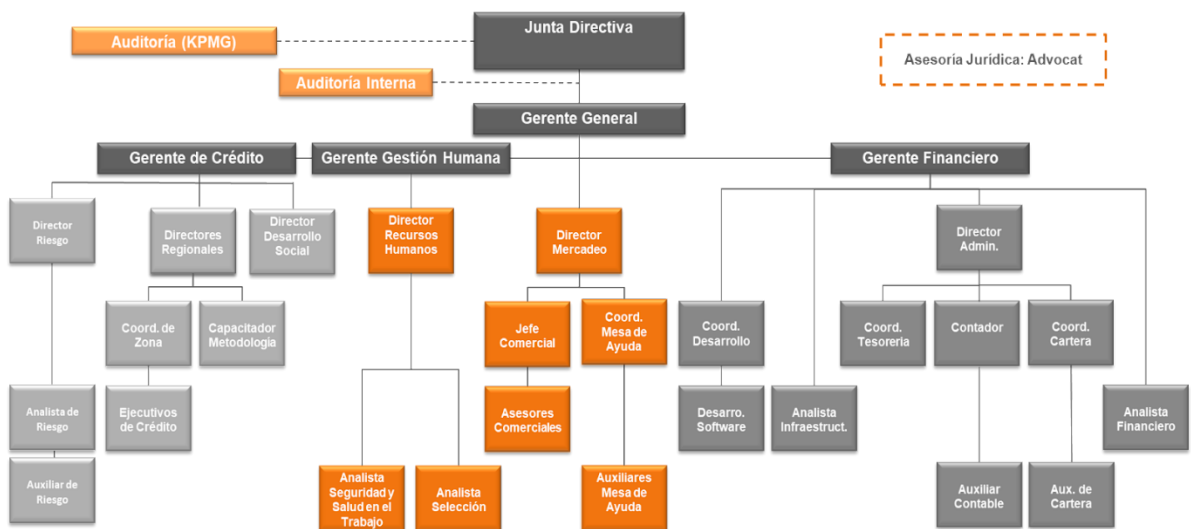 Junta Directiva
Auditoría (KPMG)
Asesoria Jurídica: Advocat
Auditoría Interna
Gerente General
Gerente de Crédito
Gerente Gestión Humana
Gerente Financiero
Director
Riesgo
Directores
Regionales
Director
Desarrollo
Social
Director
Recursos
Humanos
Director
Mercadeo
Director
Admin.
Coord. de
Zona
Capacitador
Metodología
Jefe
Comercial
Coord.
Mesa de
Ayuda
Coord.
Desarrollo
Coord.
Tesorería
Contador
Coord.
Cartera
Analista de
Riesgo
Ejecutivos
de Crédito
Asesores
Comerciales
Desarro.
Software
Analista
Infraestruct.
Analista
Financiero
Auxiliar de
Riesgo
Analista
Seguridad y
Salud en el
Trabajo
Analista
Selección
Auxiliares
Mesa de
Ayuda
Auxiliar
Contable
Aux. de
Cartera